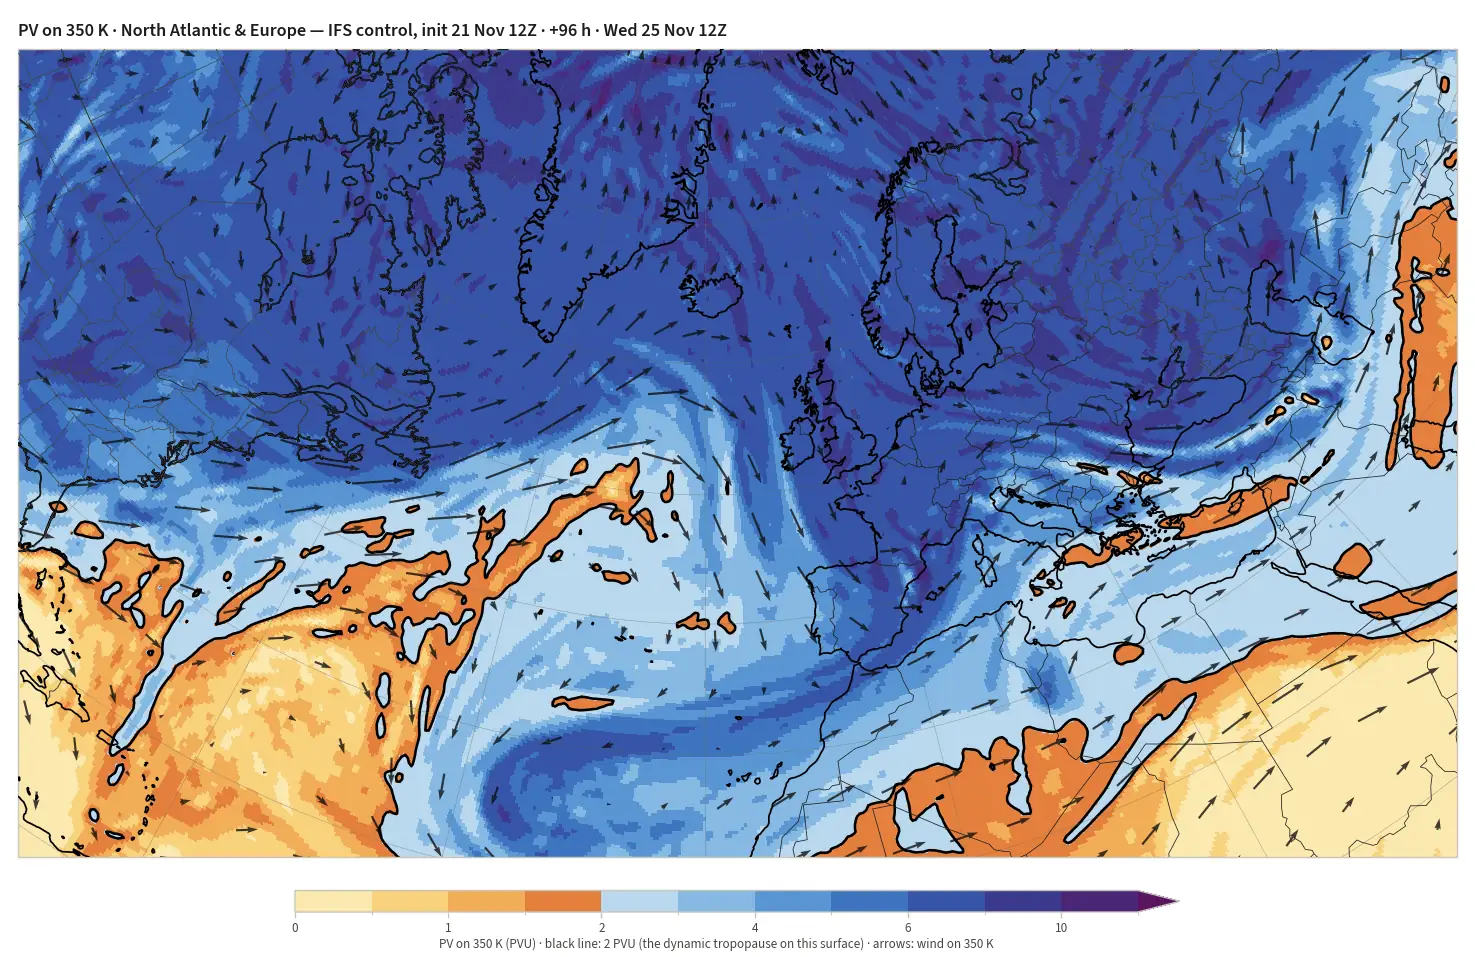 PV on 350 K · North Atlantic & Europe — IFS control, init 21 Nov 12Z · +96 h · Wed 25 Nov 12Z
0 1 2 4 6 10
PV on 350 K (PVU) · black line: 2 PVU (the dynamic tropopause on this surface) · arrows: wind on 350 K